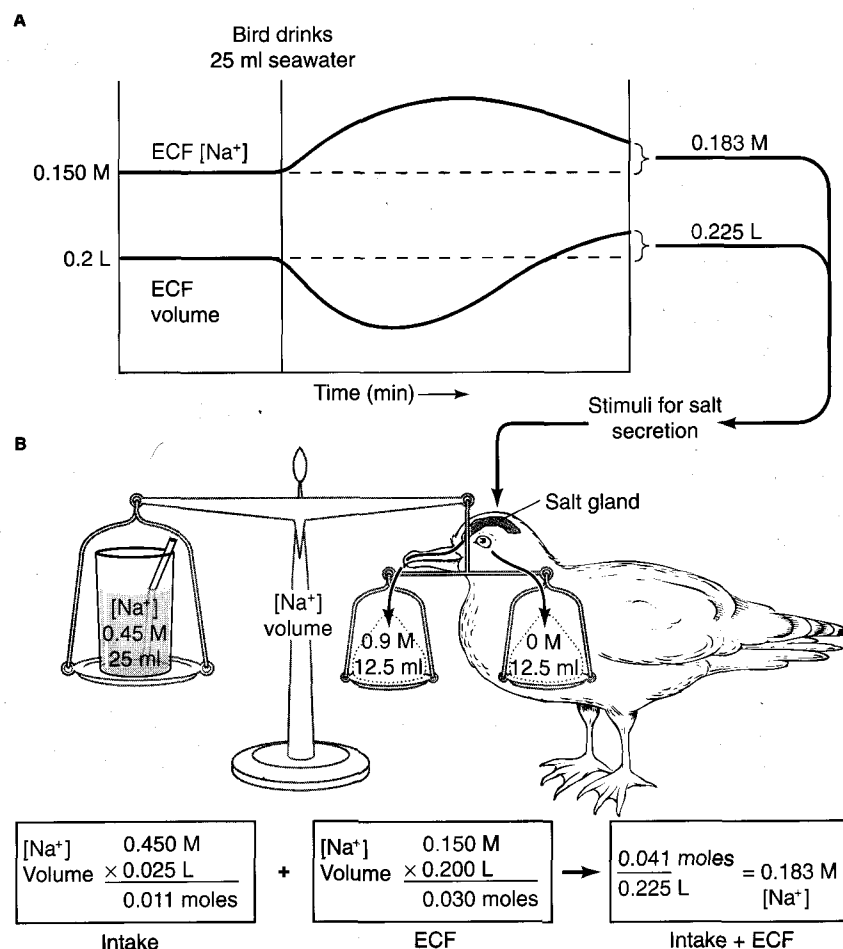 A
Bird drinks
25 ml seawater
ECF [Na⁺]
0.150 M
0.183 M
0.2 L
0.225 L
ECF
volume
Time (min)
Stimuli for salt
secretion
B
Salt gland
[Na⁺]
0.45 M
25 ml
[Na⁺]
volume
0.9 M
12.5 ml
0 M
12.5 ml
[Na⁺] 0.450 M
Volume × 0.025 L
0.011 moles
Intake
+
[Na⁺] 0.150 M
Volume × 0.200 L
0.030 moles
ECF
0.041 moles
0.225 L
= 0.183 M
[Na⁺]
Intake + ECF